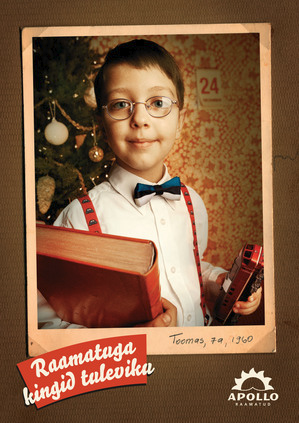 24
Toomas, 7a, 1960
Raamatuga
kingid tuleviku
APOLLO
RAAMATUD